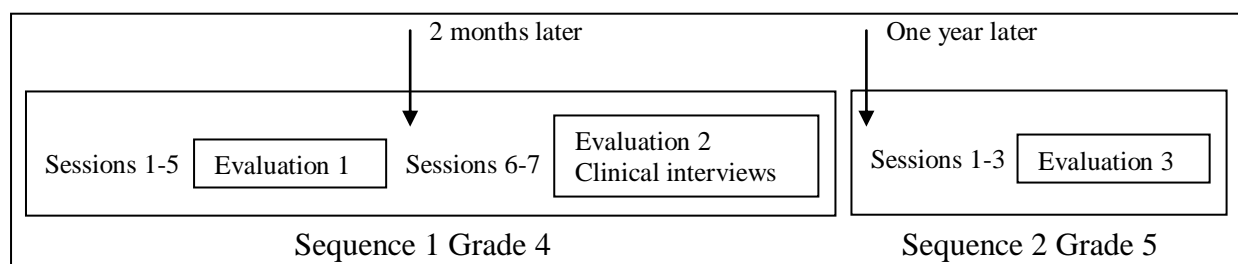 2 months later
One year later
Sessions 1-5
Evaluation 1
Sessions 6-7
Evaluation 2
Clinical interviews
Sessions 1-3
Evaluation 3
Sequence 1 Grade 4
Sequence 2 Grade 5